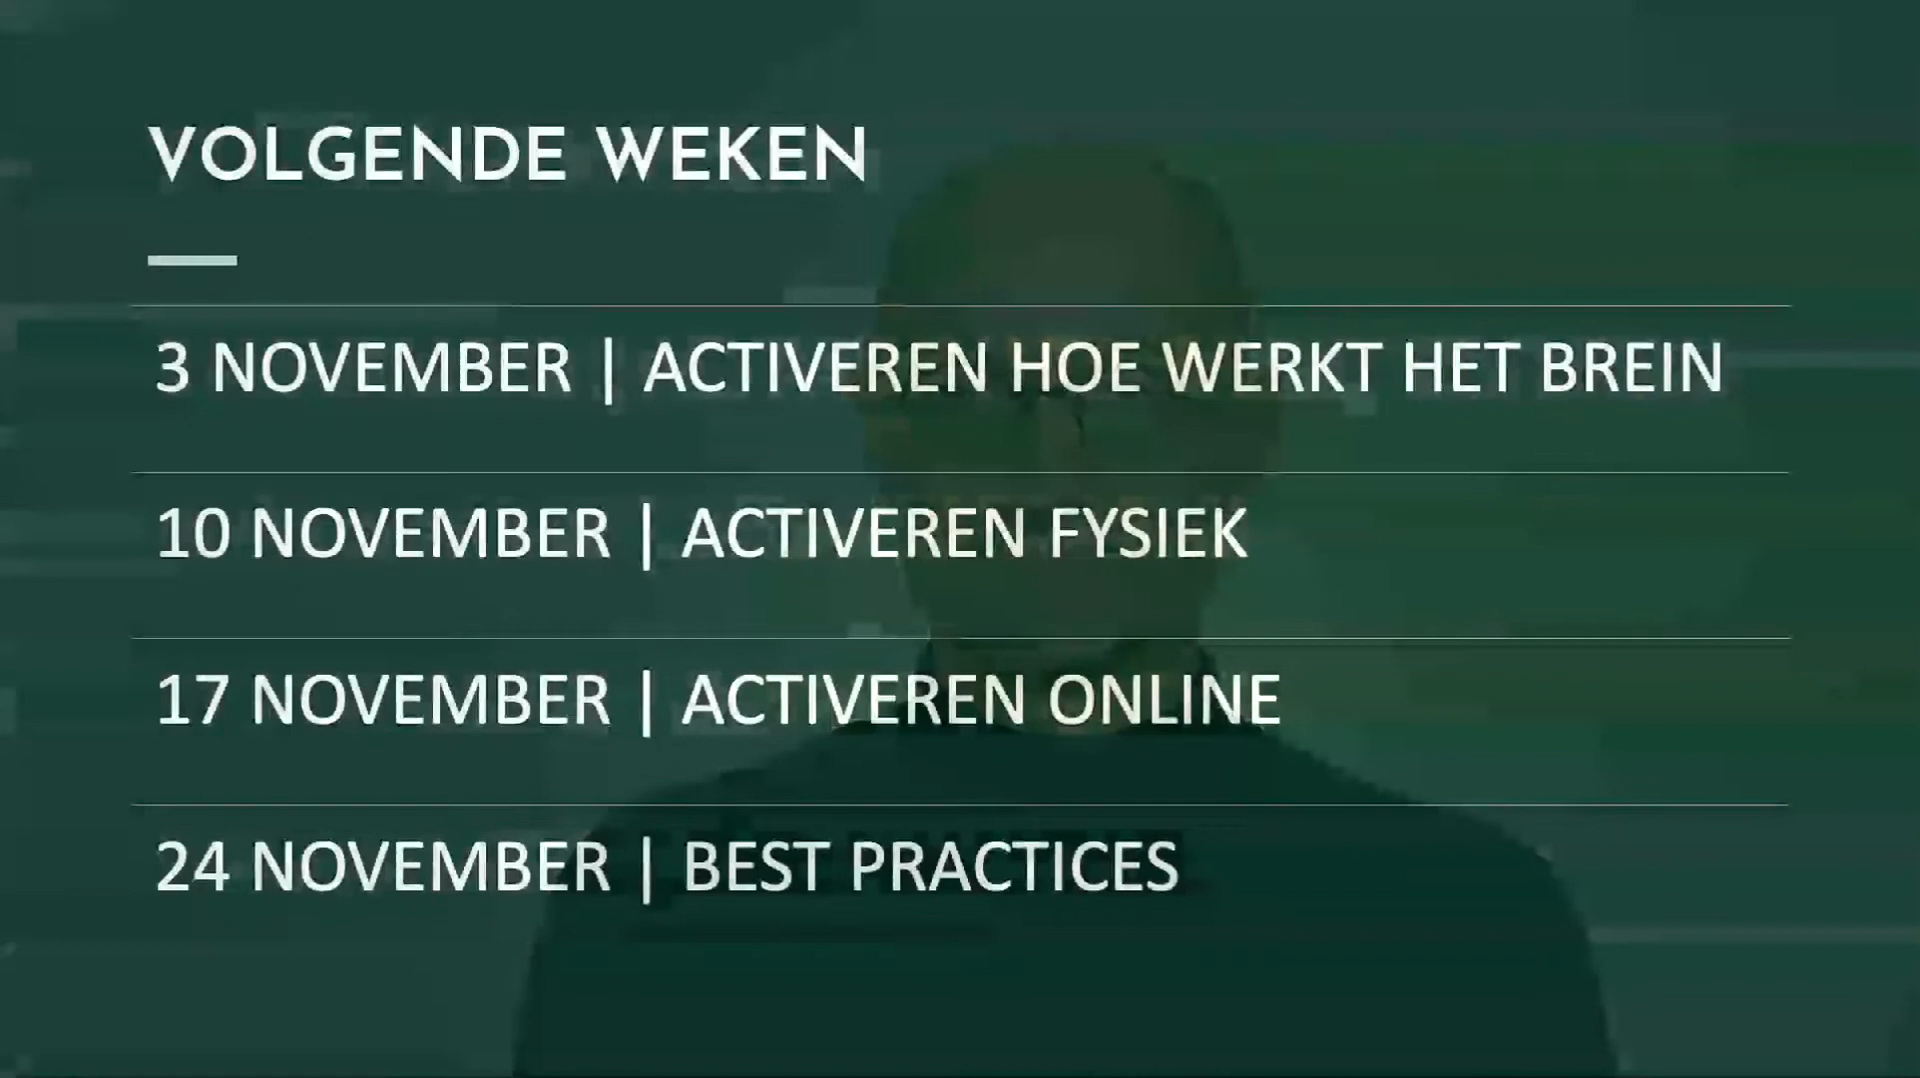 VOLGENDE WEKEN
3 NOVEMBER | ACTIVEREN HOE WERKT HET BREIN
10 NOVEMBER | ACTIVEREN FYSIEK
17 NOVEMBER | ACTIVEREN ONLINE
24 NOVEMBER | BEST PRACTICES